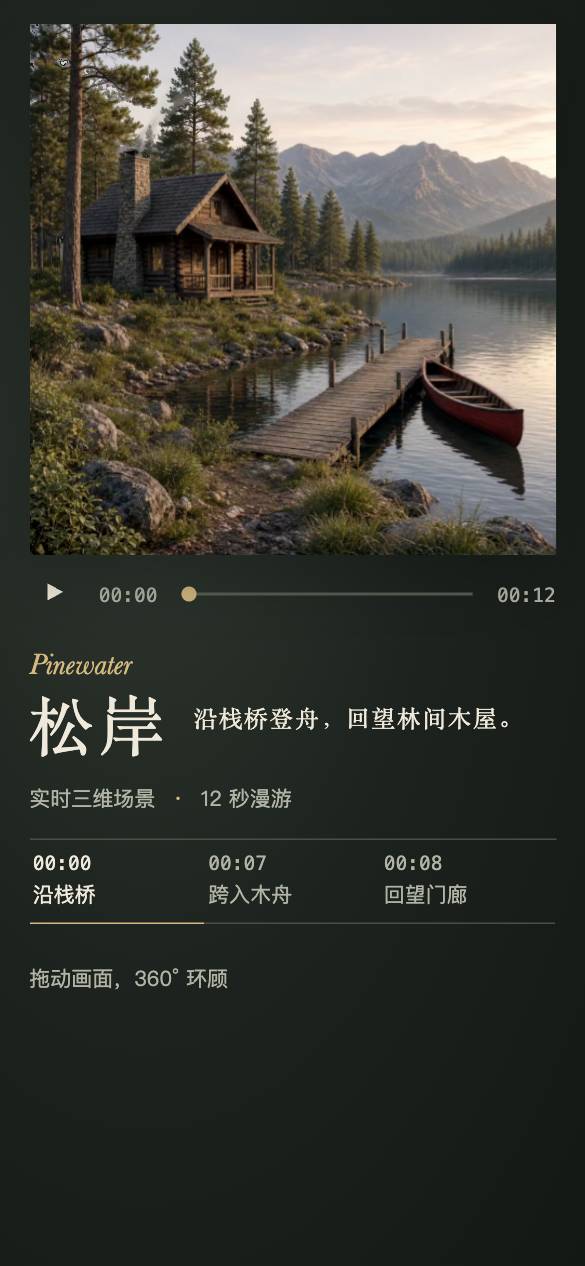 00:00
00:12
Pinewater
松岸
沿栈桥登舟，回望林间木屋。
实时三维场景 · 12 秒漫游
00:00 00:07 00:08
沿栈桥 跨入木舟 回望门廊
拖动画面，360° 环顾